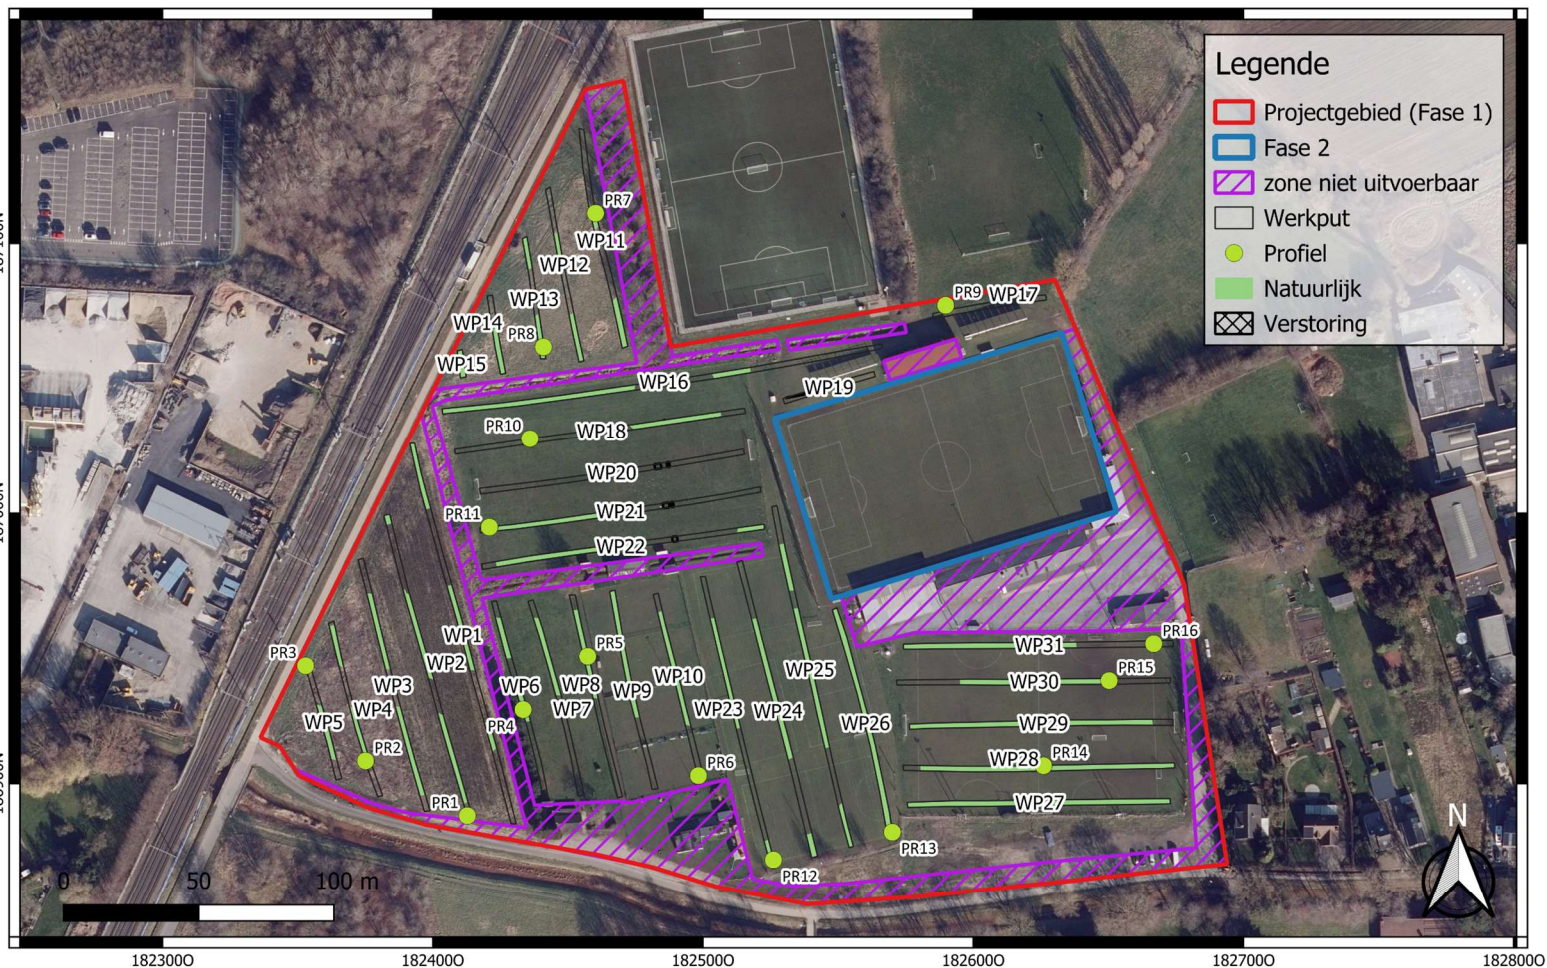 Legende
Projectgebied (Fase 1)
Fase 2
zone niet uitvoerbaar
Werkput
Profiel
Natuurlijk
Verstoring
PR7
WP11
WP12
PR9
WP17
WP13
WP14
PR8
WP15
WP16
WP19
PR10
WP18
WP20
PR11
WP21
WP22
WP1
PR16
PR3
PR5
WP31
WP2
PR15
WP25
WP10
WP3
WP6
WP8
WP9
WP30
WP4
WP7
WP23
WP24
WP5
PR4
WP26
WP29
PR2
PR6
WP28
PR14
PR1
WP27
PR13
PR12
N
0
50
100 m
182300O
182400O
182500O
182600O
182700O
182800O